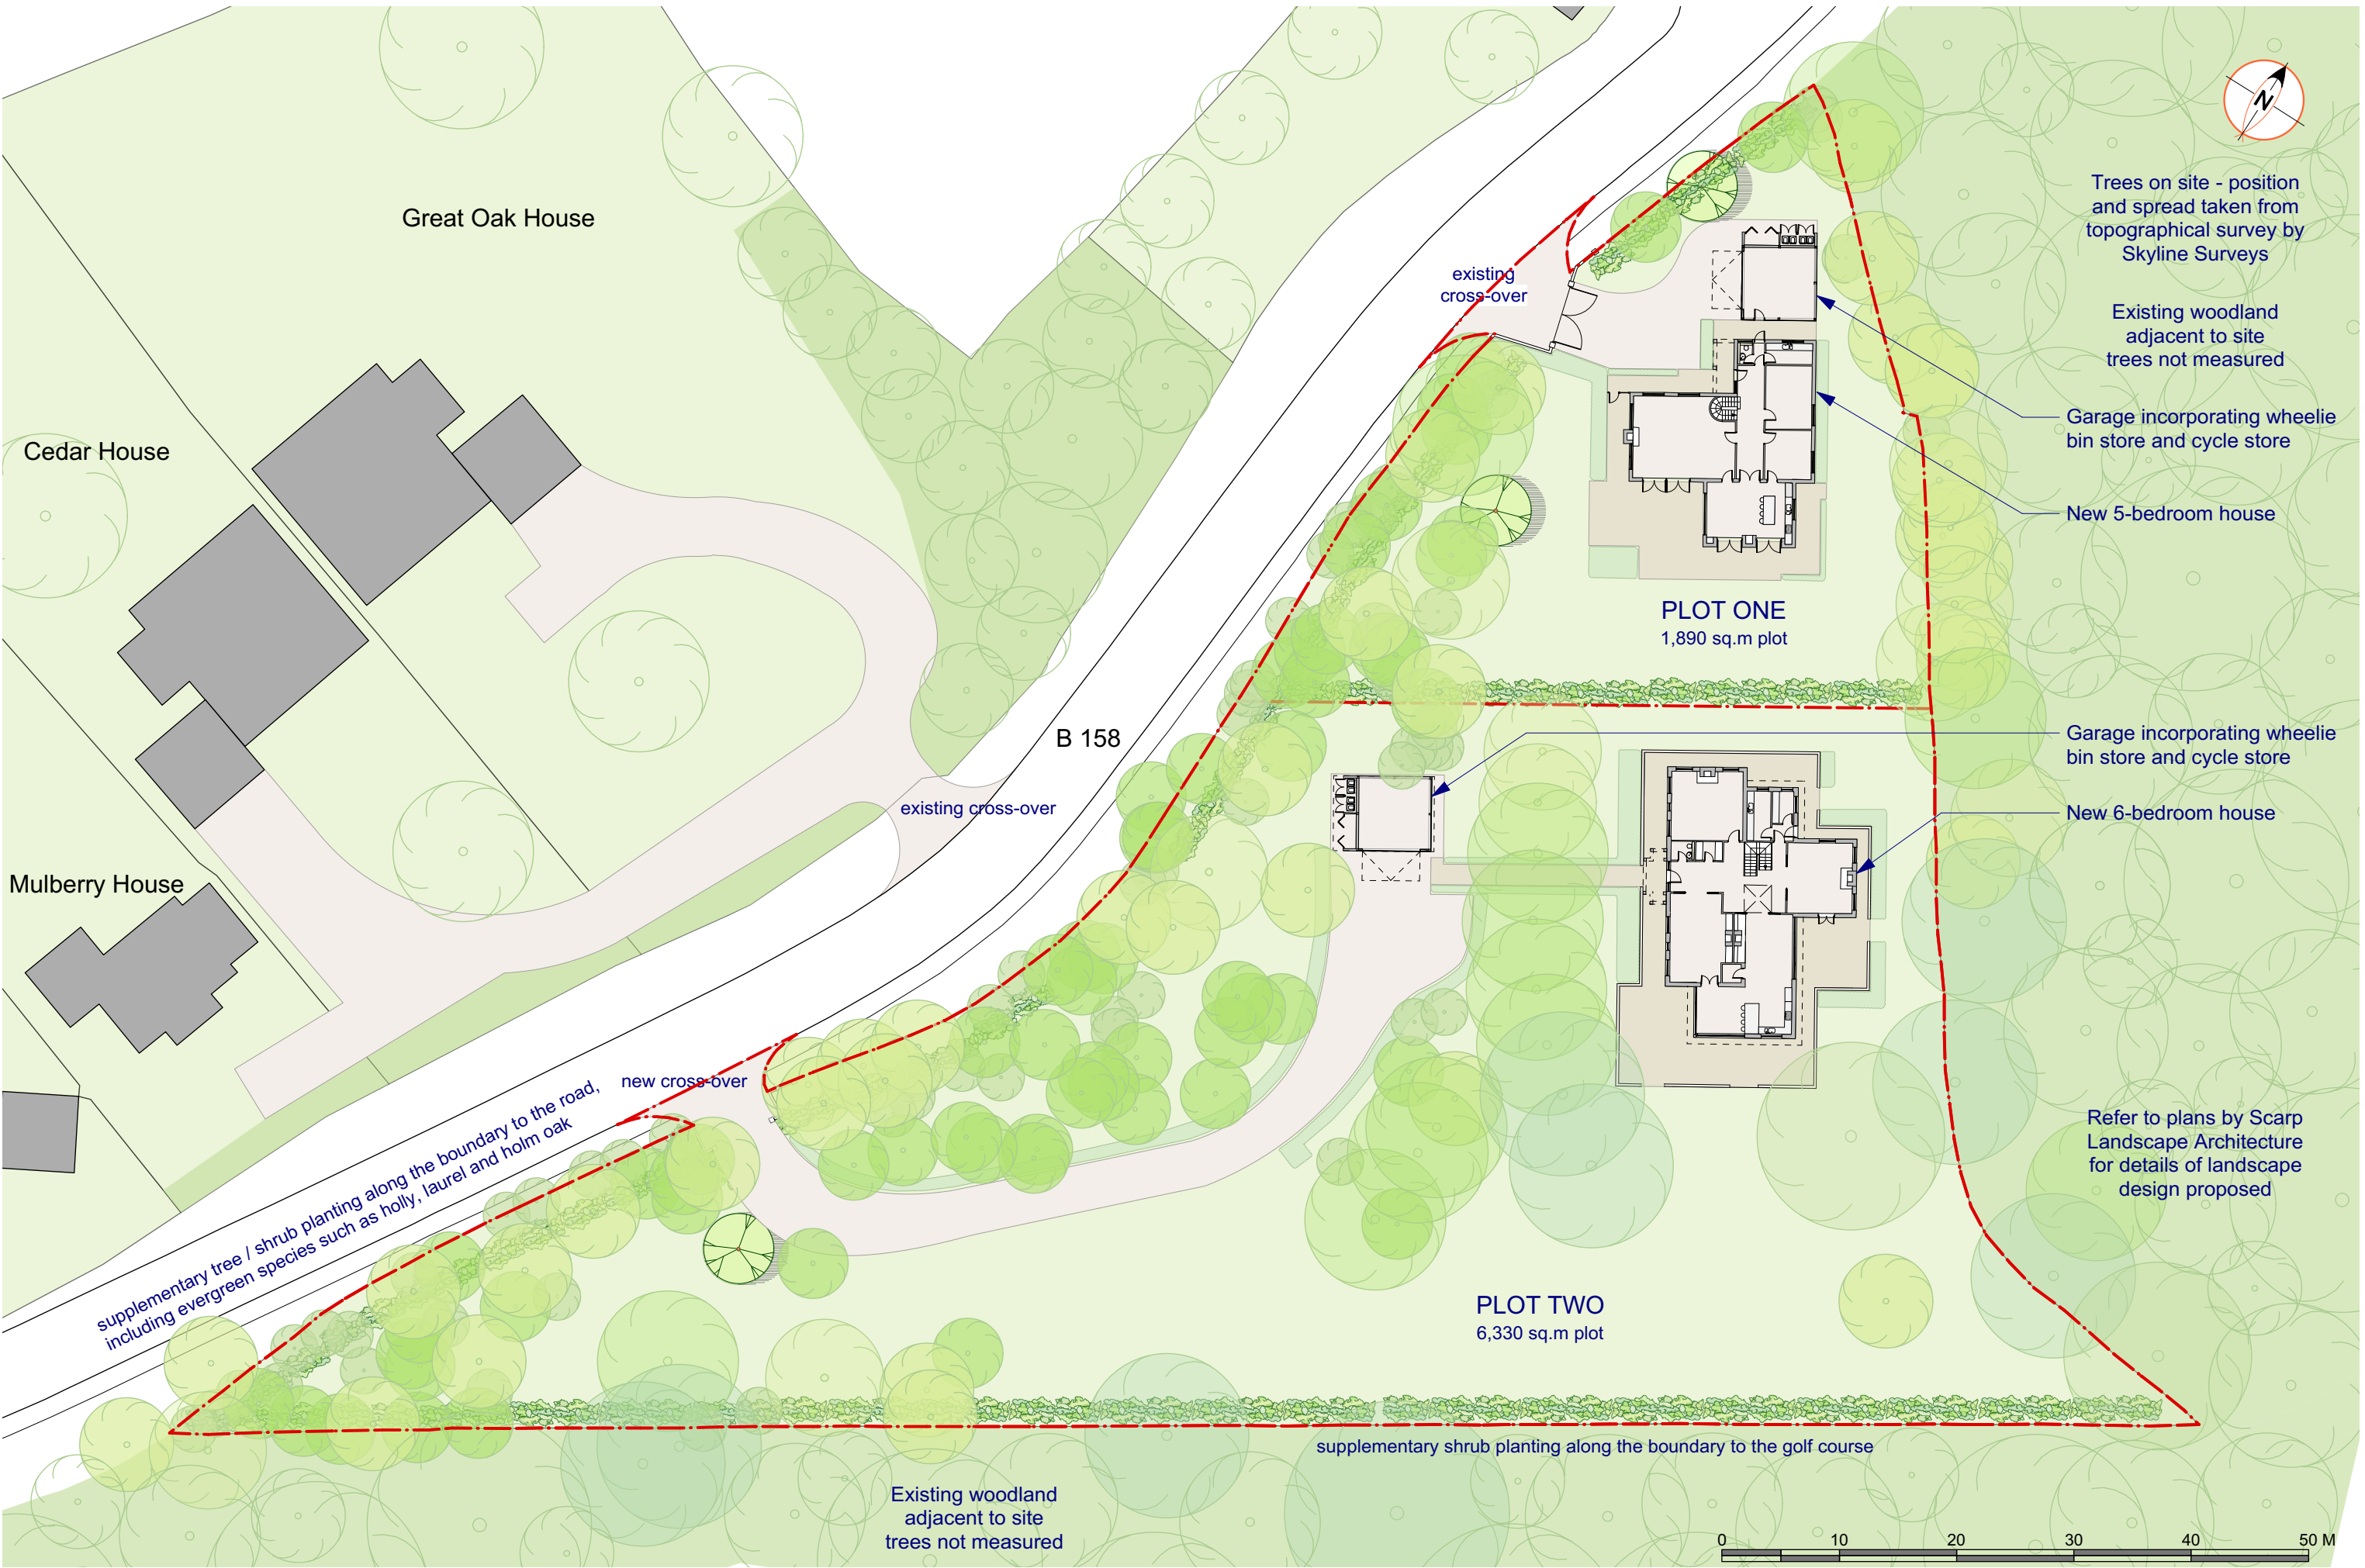 Great Oak House
Cedar House
Mulberry House
B 158
existing cross-over
existing
cross-over
new cross-over
supplementary tree / shrub planting along the boundary to the road,
including evergreen species such as holly, laurel and holm oak
N
Trees on site - position
and spread taken from
topographical survey by
Skyline Surveys
Existing woodland
adjacent to site
trees not measured
Garage incorporating wheelie
bin store and cycle store
New 5-bedroom house
PLOT ONE
1,890 sq.m plot
Garage incorporating wheelie
bin store and cycle store
New 6-bedroom house
Refer to plans by Scarp
Landscape Architecture
for details of landscape
design proposed
PLOT TWO
6,330 sq.m plot
supplementary shrub planting along the boundary to the golf course
Existing woodland
adjacent to site
trees not measured
0 10 20 30 40 50 M